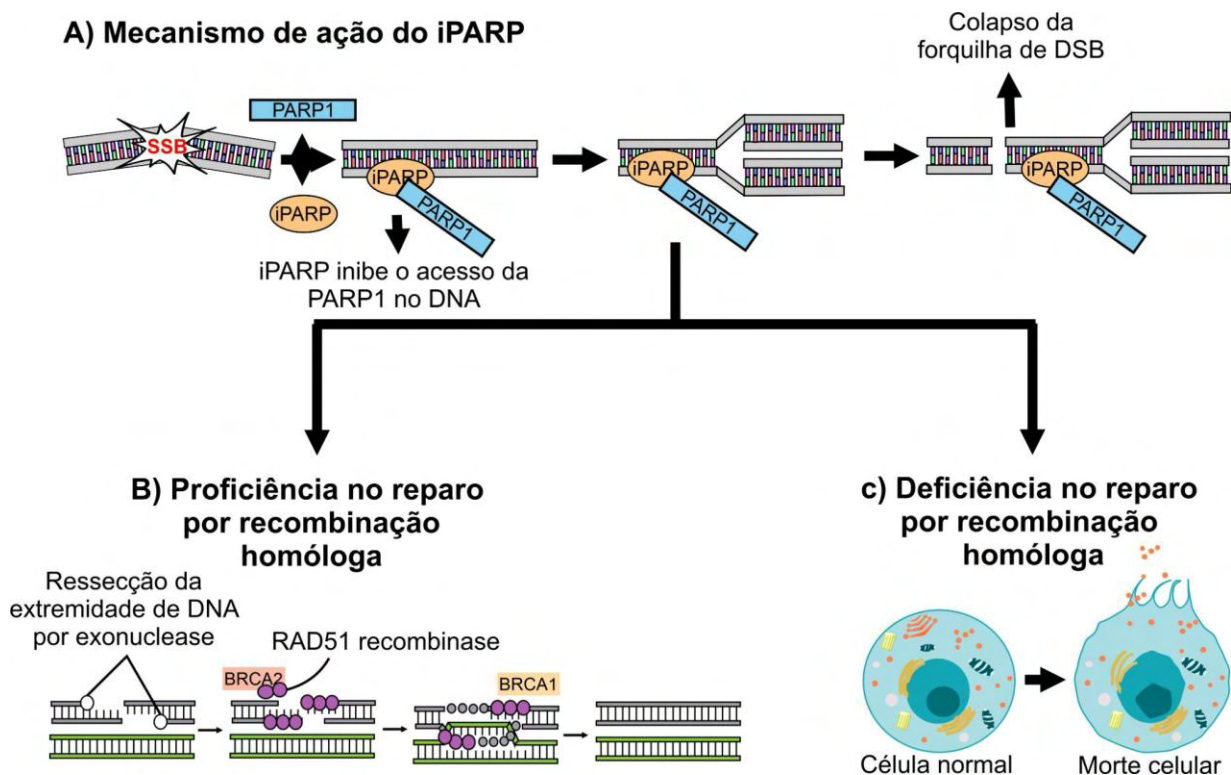 A) Mecanismo de ação do iPARP
Colapso da
forquilha de DSB
SSB
PARP1
iPARP
iPARP
PARP1
iPARP inibe o acesso da
PARP1 no DNA
iPARP
PARP1
iPARP
PARP1
B) Proficiência no reparo
por recombinação
homóloga
Ressecção da
extremidade de DNA
por exonuclease
RAD51 recombinase
BRCA2
BRCA1
c) Deficiência no reparo
por recombinação
homóloga
Célula normal
Morte celular